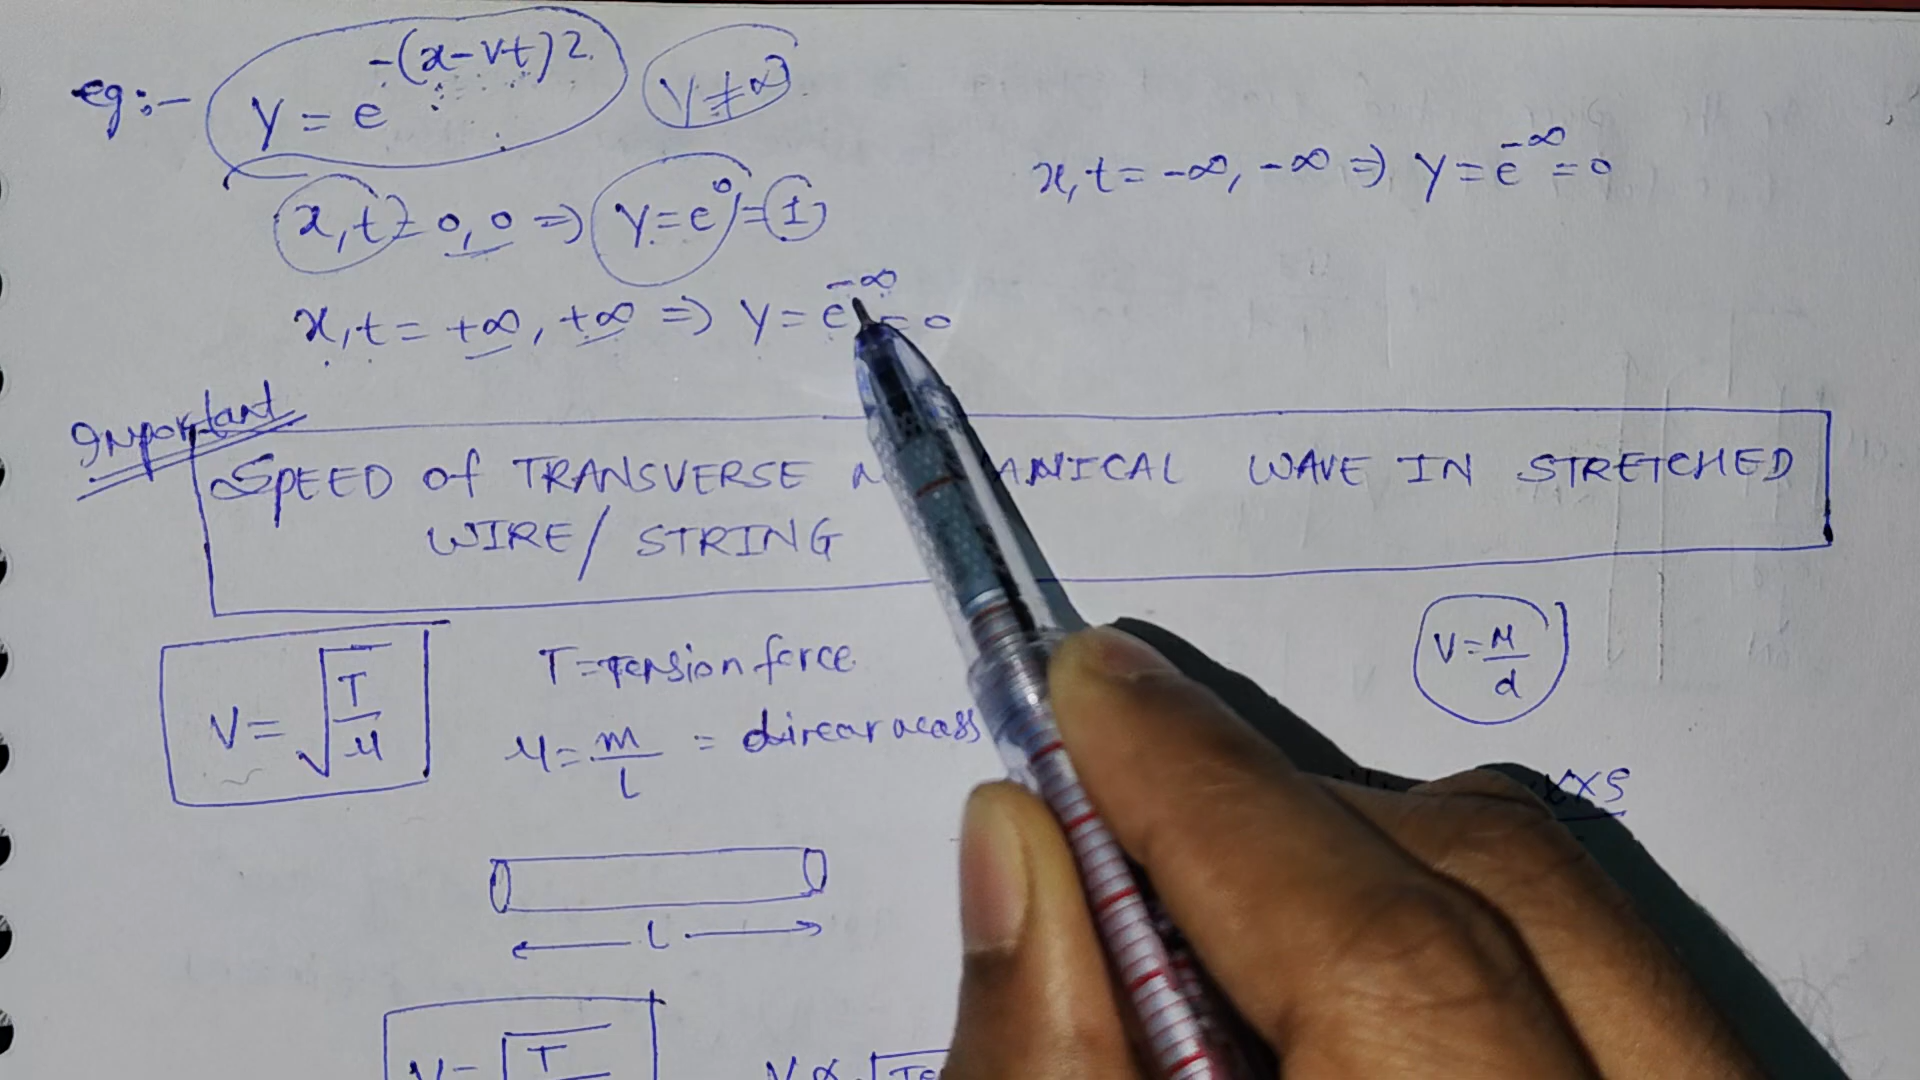 eg:- y = e^-(x-vt)2 y ≠ ∞
x,t = 0,0 => y = e^0 = 1
x,t = -∞, -∞ => y = e^-∞ = 0
x,t = +∞, +∞ => y = e^-∞ = 0
Important
SPEED of TRANSVERSE WAVE IN STRETCHED
WIRE/ STRING
V = √T/μ
T = Tension force
μ = m/l = linear mass
V = M/d
l
V = √T
V ∝ √